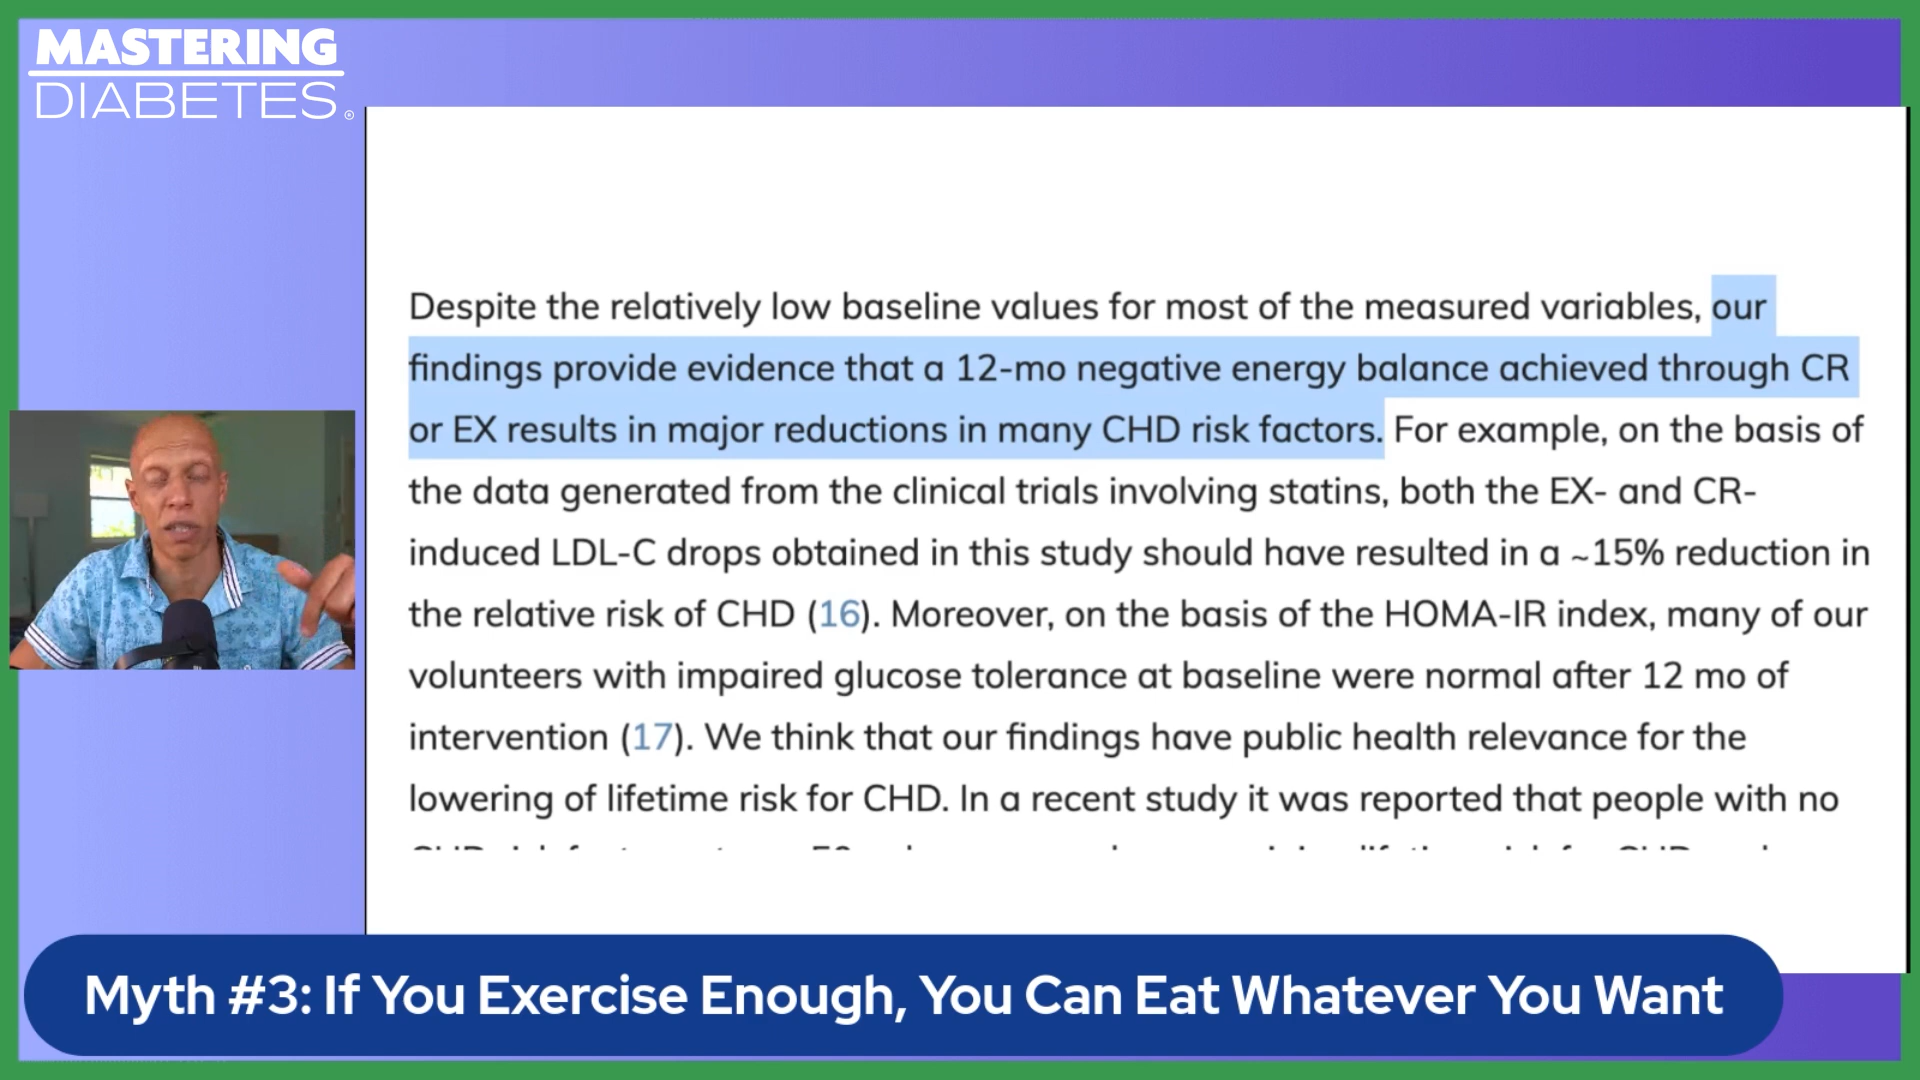 MASTERING
DIABETES®
Despite the relatively low baseline values for most of the measured variables, our
findings provide evidence that a 12-mo negative energy balance achieved through CR
or EX results in major reductions in many CHD risk factors. For example, on the basis of
the data generated from the clinical trials involving statins, both the EX- and CR-
induced LDL-C drops obtained in this study should have resulted in a ~15% reduction in
the relative risk of CHD (16). Moreover, on the basis of the HOMA-IR index, many of our
volunteers with impaired glucose tolerance at baseline were normal after 12 mo of
intervention (17). We think that our findings have public health relevance for the
lowering of lifetime risk for CHD. In a recent study it was reported that people with no
Myth #3: If You Exercise Enough, You Can Eat Whatever You Want